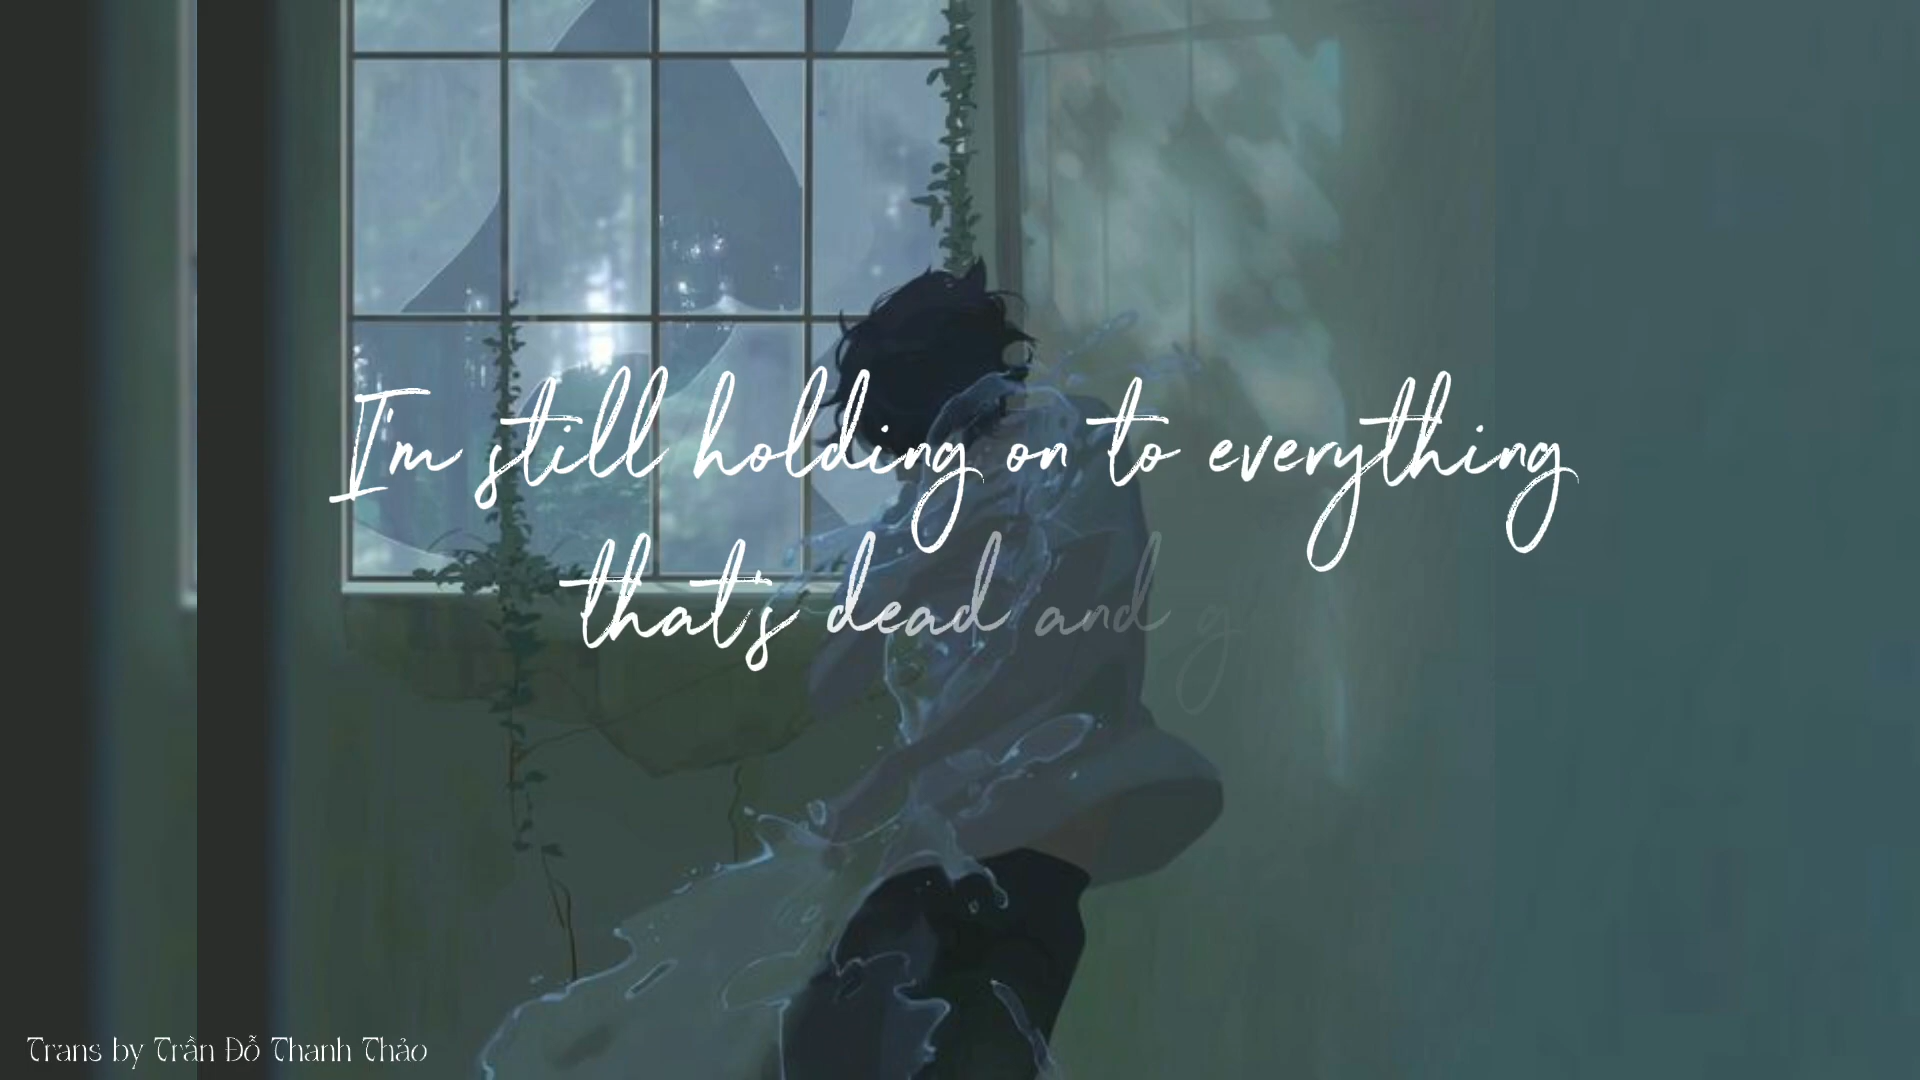 I'm still holding on to everything
that's dead and g
Trans by Trần Đỗ Thanh Thảo